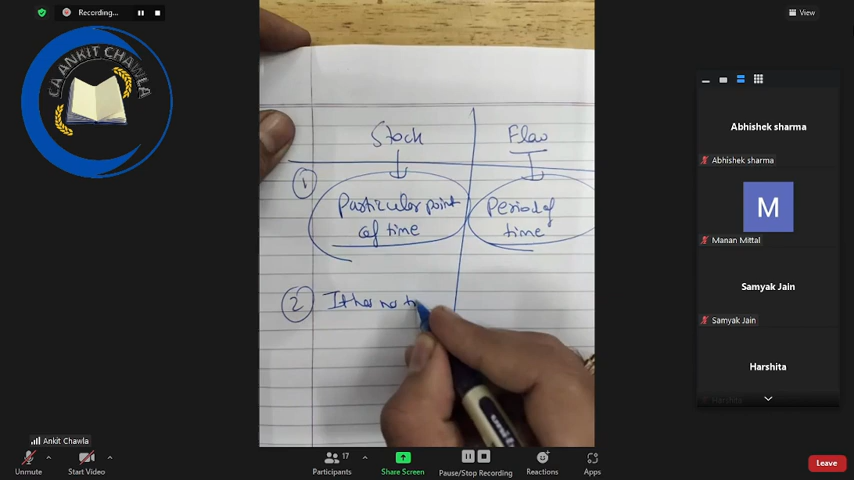 Recording...
View
CA ANKIT CHAWLA
Stock
Flow
1
Particular point
of time
Period of
time
2
It has no t
Abhishek sharma
Abhishek sharma
M
Manan Mittal
Samyak Jain
Samyak Jain
Harshita
Harshita
Ankit Chawla
Unmute
Start Video
17
Participants
Share Screen
Pause/Stop Recording
Reactions
Apps
Leave